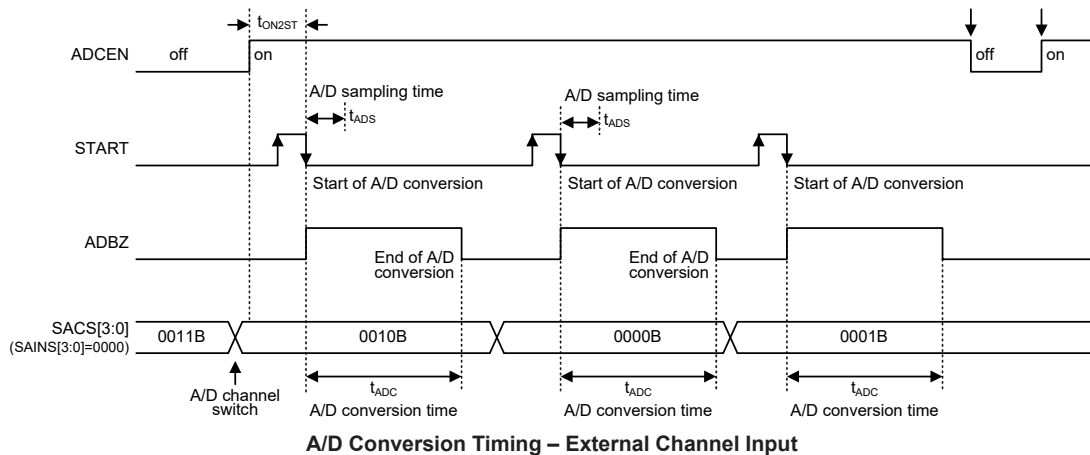 tON2ST
ADCEN
off
on
off
on
A/D sampling time
A/D sampling time
tADS
tADS
START
Start of A/D conversion
Start of A/D conversion
Start of A/D conversion
ADBZ
End of A/D
conversion
End of A/D
conversion
SACS[3:0]
(SAINS[3:0]=0000)
0011B
0010B
0000B
0001B
A/D channel
switch
tADC
A/D conversion time
tADC
A/D conversion time
tADC
A/D conversion time
A/D Conversion Timing – External Channel Input